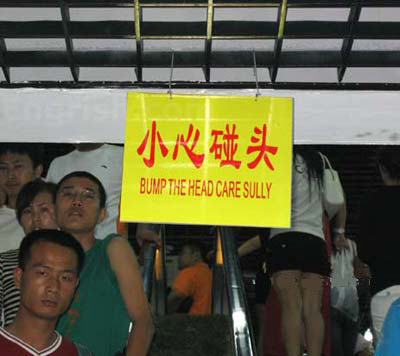 小心碰头
BUMP THE HEAD CARE SULLY